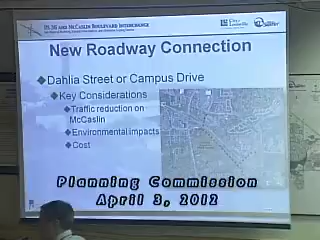 US 36 AND MCCASLIN BOULEVARD INTERCHANGE
New Roadway Connection
Dahlia Street or Campus Drive
Key Considerations
Traffic reduction on
McCaslin
Environmental impacts
Cost
Planning Commission
April 3, 2012